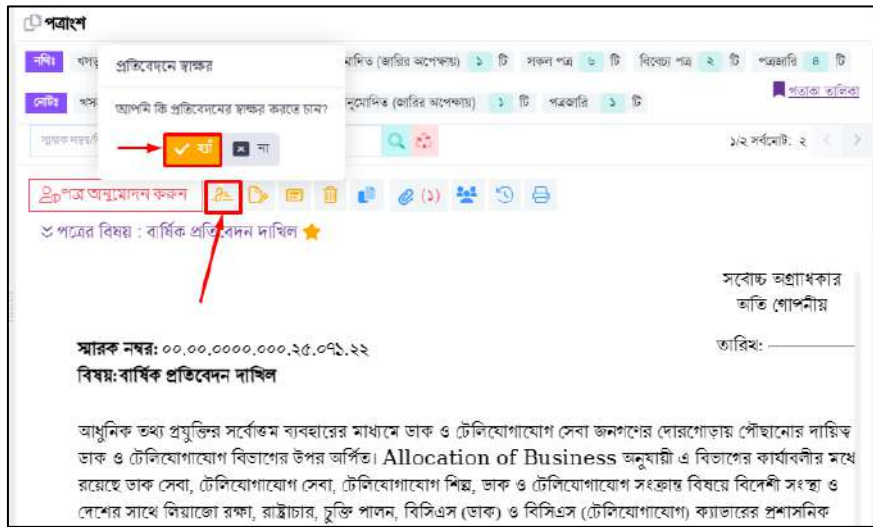 পত্রাংশ
নথিঃ
প্রতিবেদনে স্বাক্ষর
(জারির অপেক্ষায়) ১ টি সকল পত্র ৬ টি বিবেচ্য পত্র ২ টি পত্রজারি ৪ টি
নোটঃ
আপনি কি প্রতিবেদনের স্বাক্ষর করতে চান?
(জারির অপেক্ষায়) ১ টি পত্রজারি ১ টি
পতাকা তালিকা
হ্যাঁ না
১/২ সর্বমোট: ২
পত্র অনুমোদন করুন (১)
পত্রের বিষয় : বার্ষিক প্রতিবেদন দাখিল
সর্বোচ্চ অগ্রাধিকার
অতি গোপনীয়
স্মারক নম্বর: ০০.০০.০০০০.০০০.২৫.০৭১.২২
তারিখ:
বিষয়: বার্ষিক প্রতিবেদন দাখিল
আধুনিক তথ্য প্রযুক্তির সর্বোত্তম ব্যবহারের মাধ্যমে ডাক ও টেলিযোগাযোগ সেবা জনগণের দোরগোড়ায় পৌছানোর দায়িত্ব
ডাক ও টেলিযোগাযোগ বিভাগের উপর অর্পিত। Allocation of Business অনুযায়ী এ বিভাগের কার্যাবলীর মধ্যে
রয়েছে ডাক সেবা, টেলিযোগাযোগ সেবা, টেলিযোগাযোগ শিল্প, ডাক ও টেলিযোগাযোগ সংক্রান্ত বিষয়ে বিদেশী সংস্থা ও
দেশের সাথে লিয়াজো রক্ষা, রাষ্ট্রাচার, চুক্তি পালন, বিসিএস (ডাক) ও বিসিএস (টেলিযোগাযোগ) ক্যাডারের প্রশাসনিক